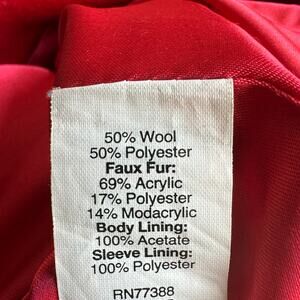 50% Wool
50% Polyester
Faux Fur:
69% Acrylic
17% Polyester
14% Modacrylic
Body Lining:
100% Acetate
Sleeve Lining:
100% Polyester
RN77388